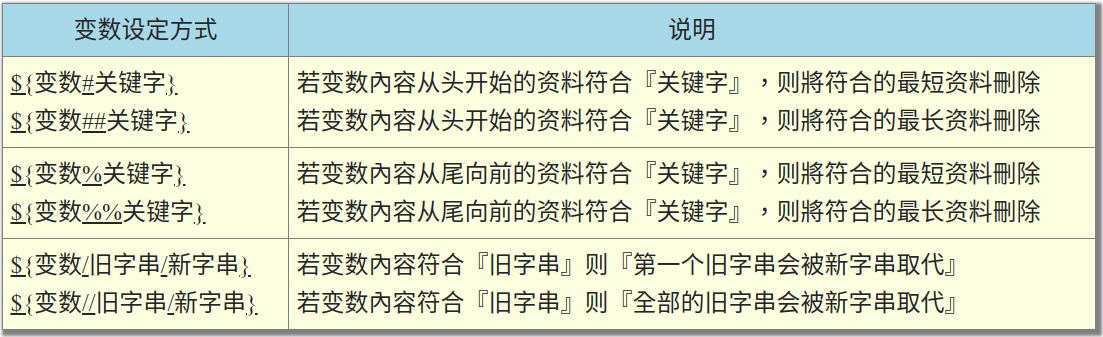 变数设定方式 说明
${变数#关键字} 若变数內容从头开始的资料符合『关键字』，则將符合的最短资料刪除
${变数##关键字} 若变数內容从头开始的资料符合『关键字』，则將符合的最长资料刪除
${变数%关键字} 若变数內容从尾向前的资料符合『关键字』，则將符合的最短资料刪除
${变数%%关键字} 若变数內容从尾向前的资料符合『关键字』，则將符合的最长资料刪除
${变数/旧字串/新字串} 若变数內容符合『旧字串』则『第一个旧字串会被新字串取代』
${变数//旧字串/新字串} 若变数內容符合『旧字串』则『全部的旧字串会被新字串取代』